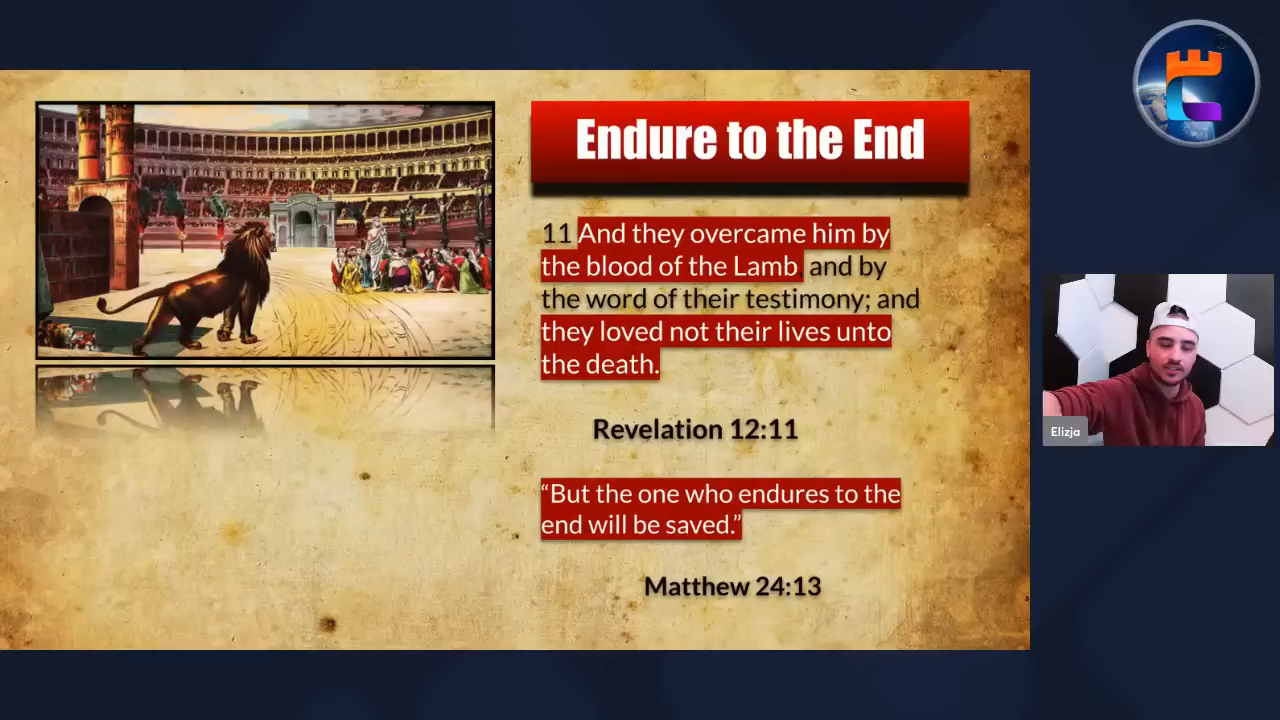 Endure to the End
11 And they overcame him by
the blood of the Lamb, and by
the word of their testimony; and
they loved not their lives unto
the death.
Revelation 12:11
“But the one who endures to the
end will be saved.”
Matthew 24:13
Elizja